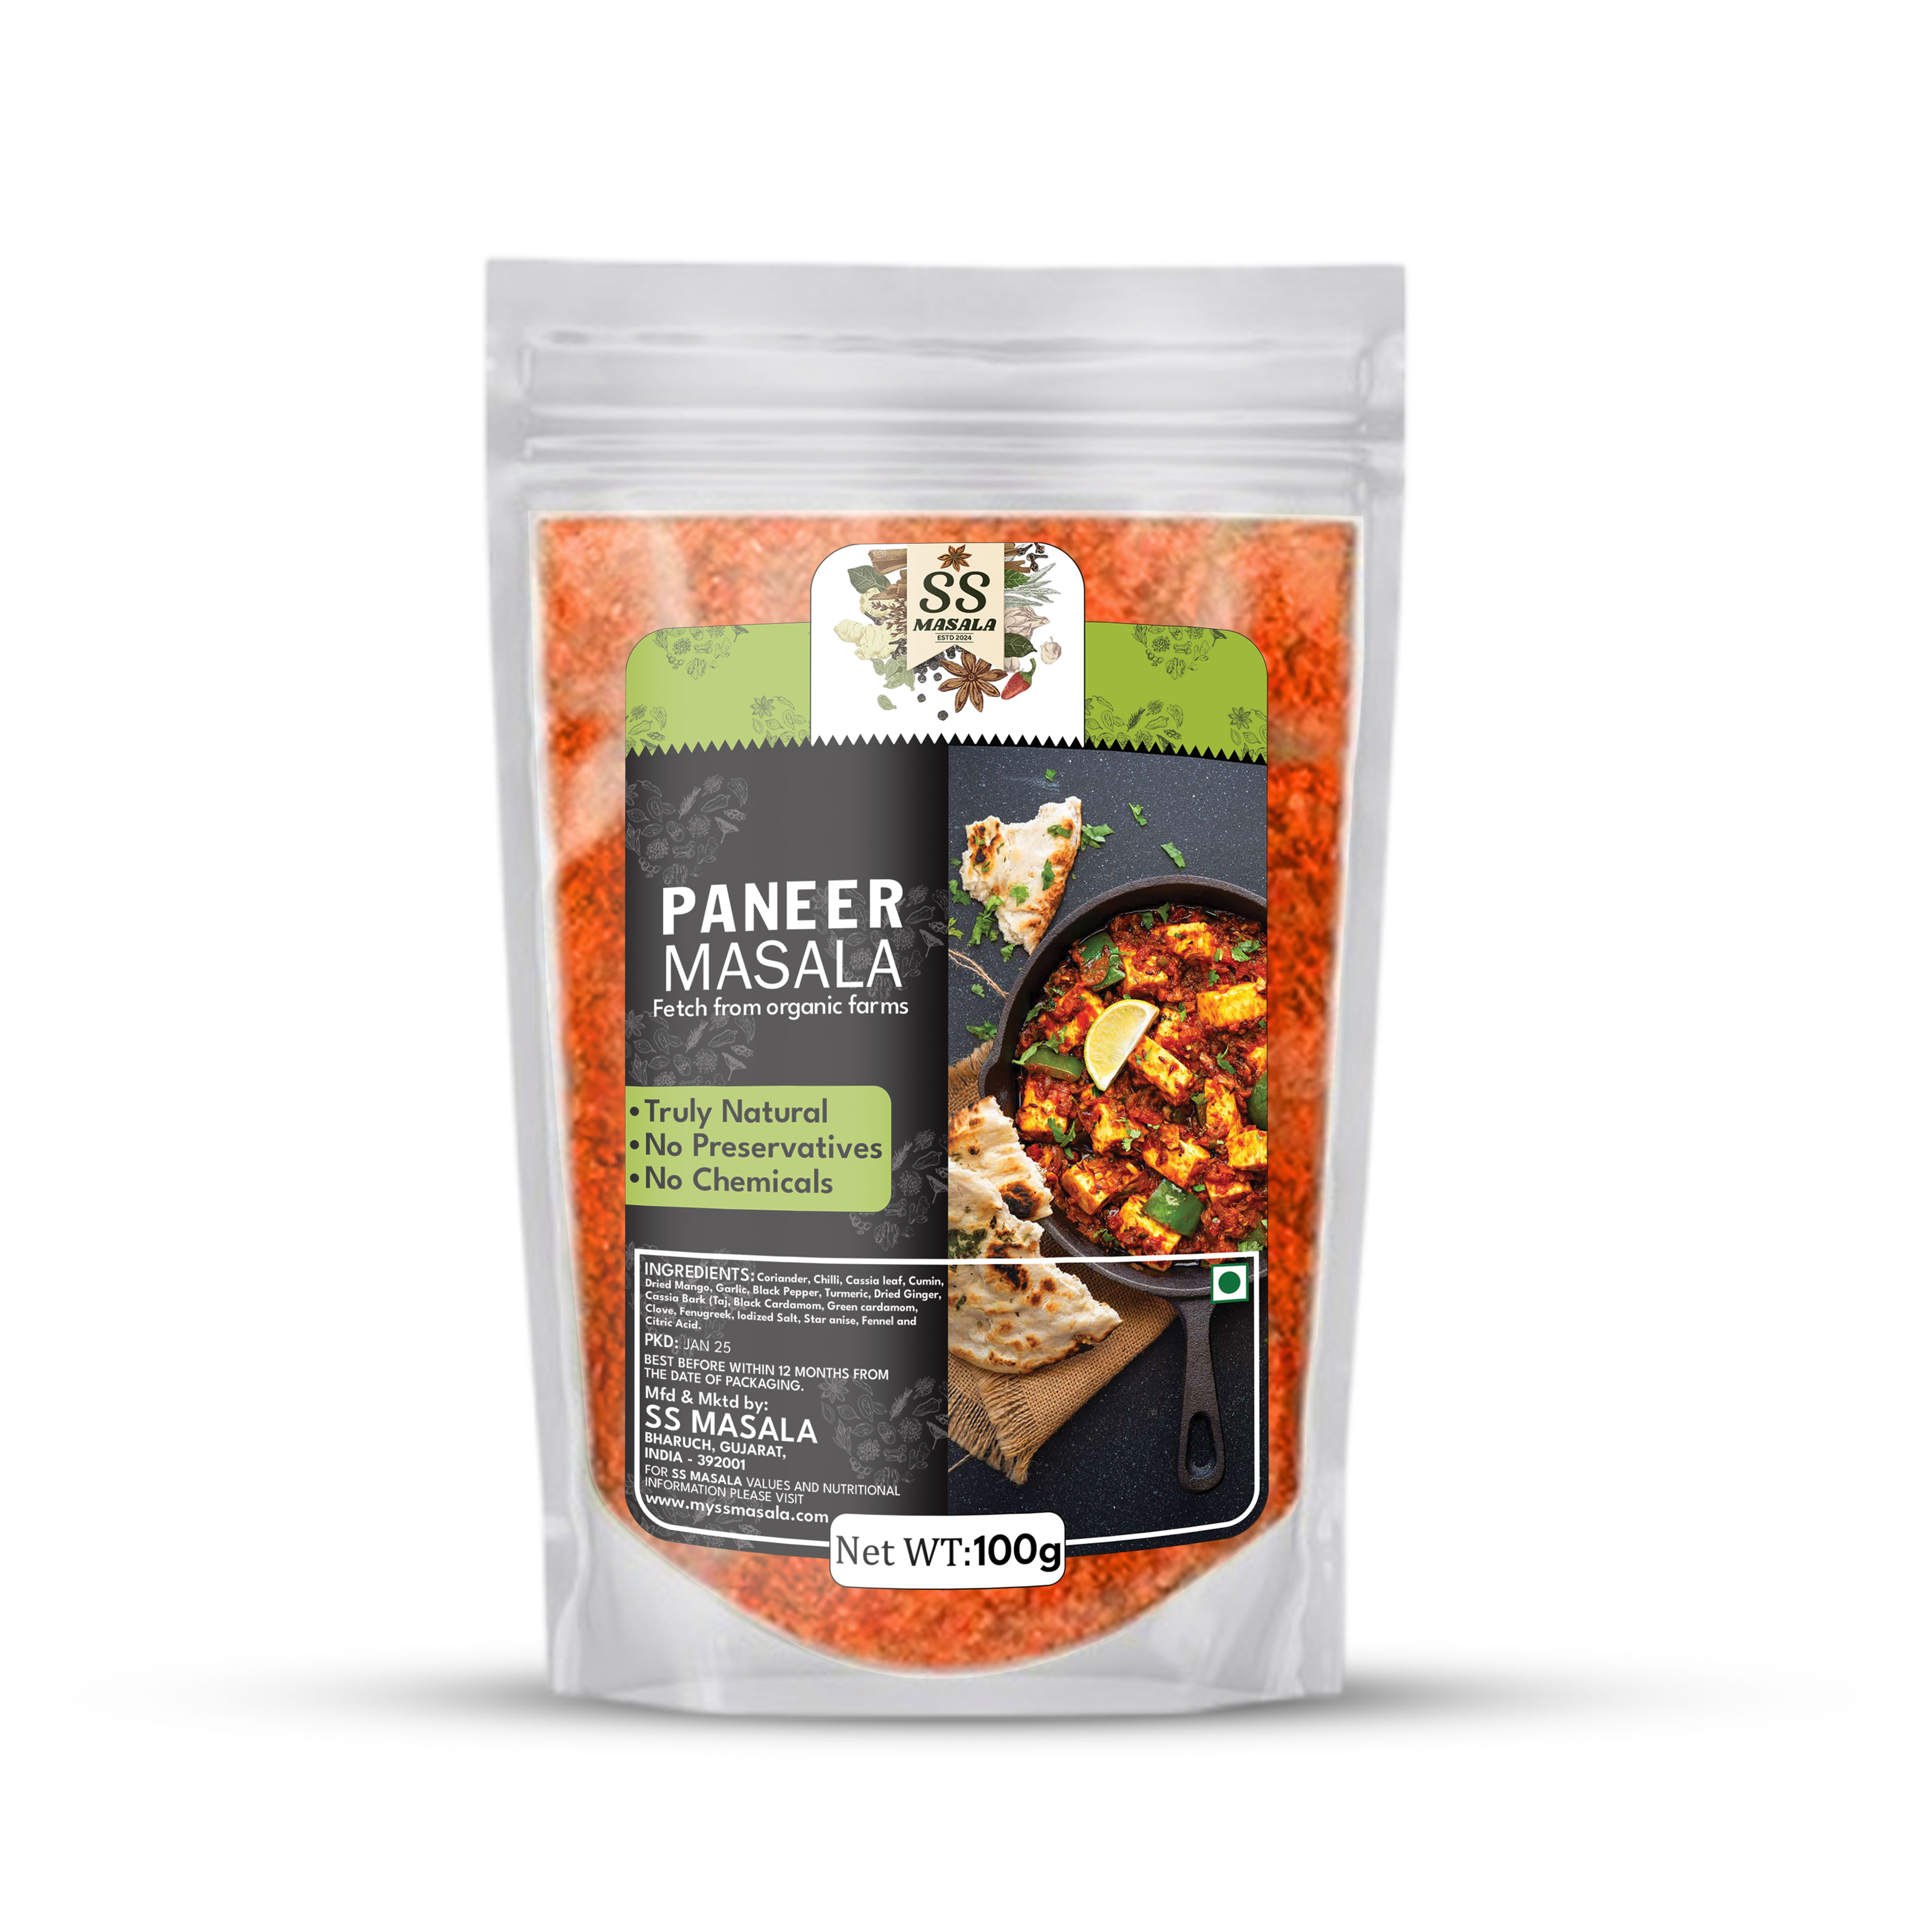 SS
MASALA
ESTD 2024
PANEER
MASALA
Fetch from organic farms
•Truly Natural
•No Preservatives
•No Chemicals
INGREDIENTS: Coriander, Chilli, Cassia leaf, Cumin,
Dried Mango, Garlic, Black Pepper, Turmeric, Dried Ginger,
Cassia Bark (Taj, Black Cardamom, Green cardamom,
Clove, Fenugreek, Iodized Salt, Star anise, Fennel and
Citric Acid.
PKD: JAN 25
BEST BEFORE WITHIN 12 MONTHS FROM
THE DATE OF PACKAGING.
Mfd & Mktd by:
SS MASALA
BHARUCH, GUJARAT,
INDIA - 392001
FOR SS MASALA VALUES AND NUTRITIONAL
INFORMATION PLEASE VISIT
www.myssmasala.com
Net WT:100g